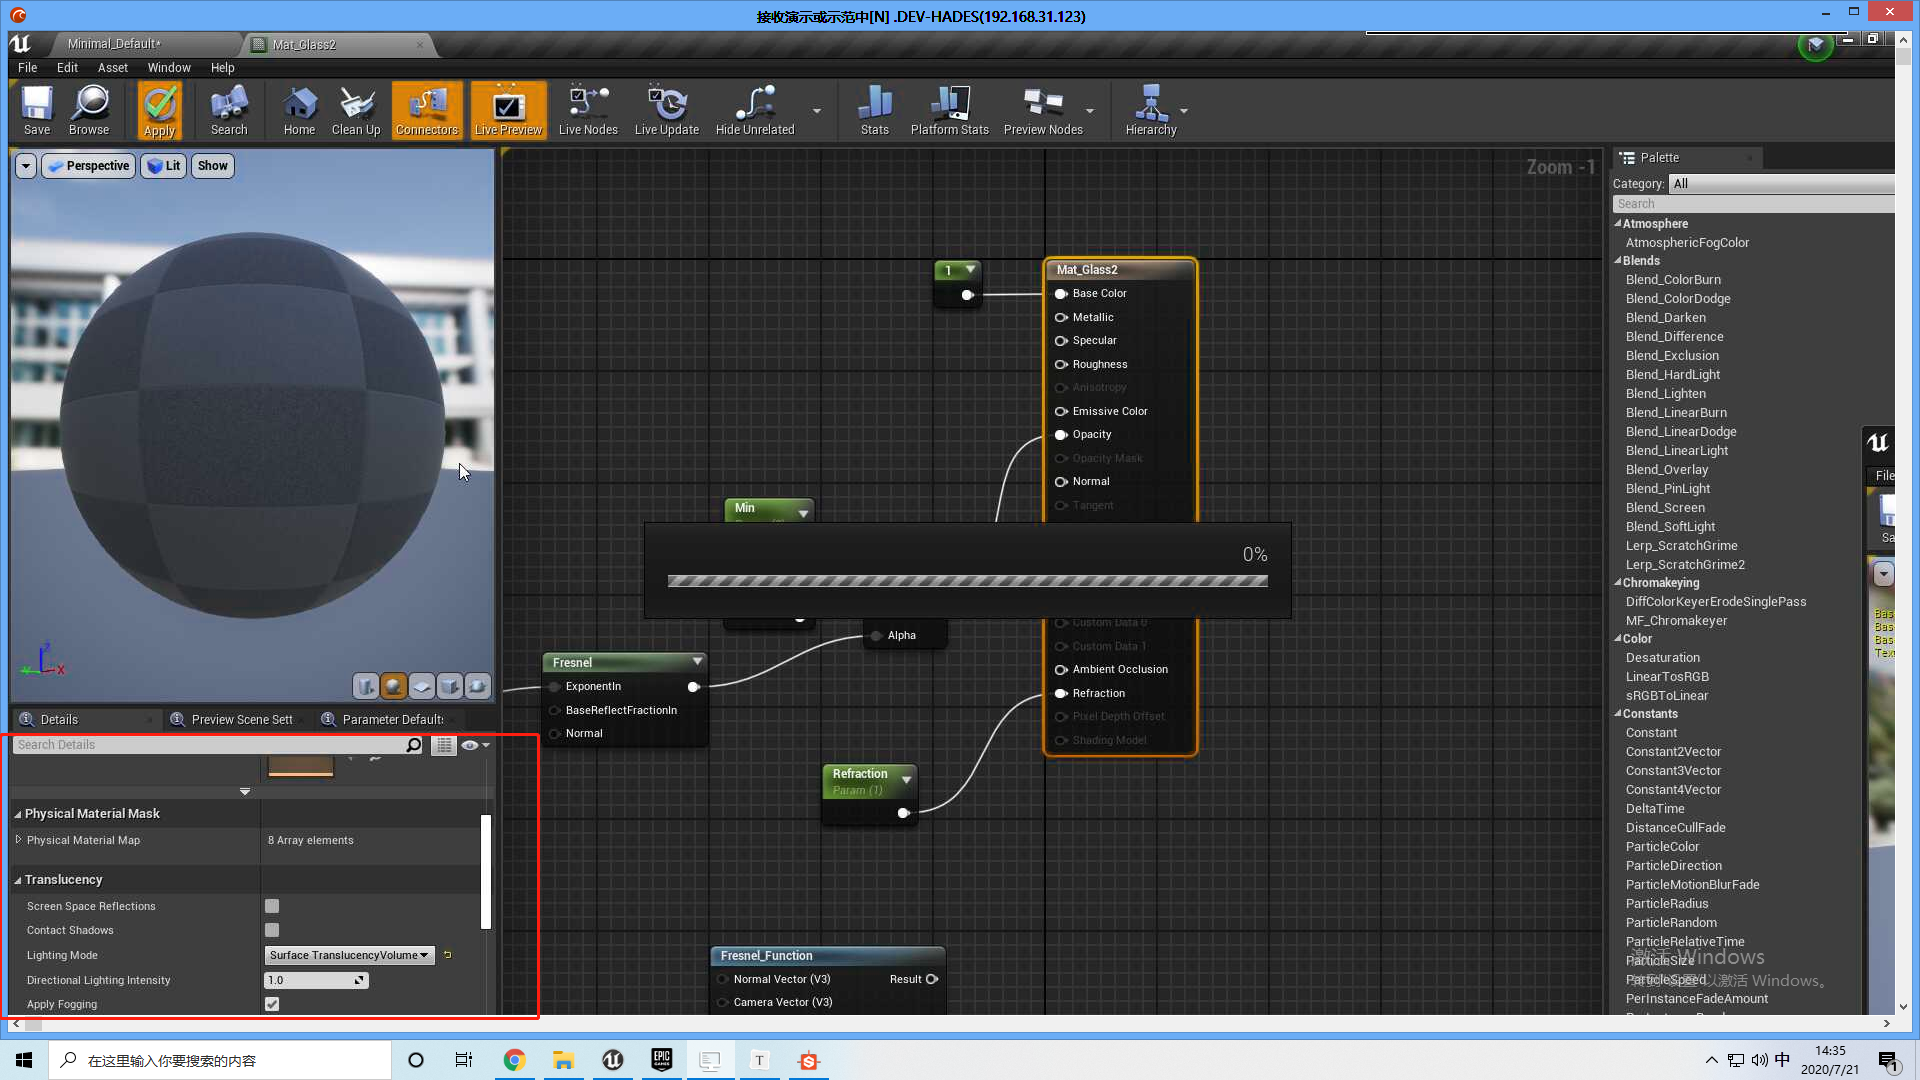 接收演示或示范中[N] .DEV-HADES(192.168.31.123)
Minimal_Default*
Mat_Glass2
File Edit Asset Window Help
Save Browse Apply Search Home Clean Up Connectors Live Preview Live Nodes Live Update Hide Unrelated Stats Platform Stats Preview Nodes Hierarchy
Perspective Lit Show
Zoom -1
1
Mat_Glass2
Base Color
Metallic
Specular
Roughness
Anisotropy
Emissive Color
Opacity
Opacity Mask
Normal
Tangent
Min
0%
Custom Data 0
Custom Data 1
Ambient Occlusion
Refraction
Pixel Depth Offset
Shading Model
Alpha
Fresnel
ExponentIn
BaseReflectFractionIn
Normal
Refraction
Param (1)
Fresnel_Function
Normal Vector (V3) Result
Camera Vector (V3)
Z
Y X
Details Preview Scene Sett Parameter Default
Search Details
Physical Material Mask
Physical Material Map 8 Array elements
Translucency
Screen Space Reflections
Contact Shadows
Lighting Mode Surface TranslucencyVolume
Directional Lighting Intensity 1.0
Apply Fogging
Palette
Category: All
Search
Atmosphere
AtmosphericFogColor
Blends
Blend_ColorBurn
Blend_ColorDodge
Blend_Darken
Blend_Difference
Blend_Exclusion
Blend_HardLight
Blend_Lighten
Blend_LinearBurn
Blend_LinearDodge
Blend_LinearLight
Blend_Overlay
Blend_PinLight
Blend_Screen
Blend_SoftLight
Lerp_ScratchGrime
Lerp_ScratchGrime2
Chromakeying
DiffColorKeyerErodeSinglePass
MF_Chromakeyer
Color
Desaturation
LinearTosRGB
sRGBToLinear
Constants
Constant
Constant2Vector
Constant3Vector
Constant4Vector
DeltaTime
DistanceCullFade
ParticleColor
ParticleDirection
ParticleMotionBlurFade
ParticleRadius
ParticleRandom
ParticleRelativeTime
ParticleSize
ParticleSpeed
PerInstanceFadeAmount
File
Sa
Bas
Bas
Bas
Tex
激活 Windows
以激活 Windows。
在这里输入你要搜索的内容
EPIC GAMES
T
中
14:35
2020/7/21
1